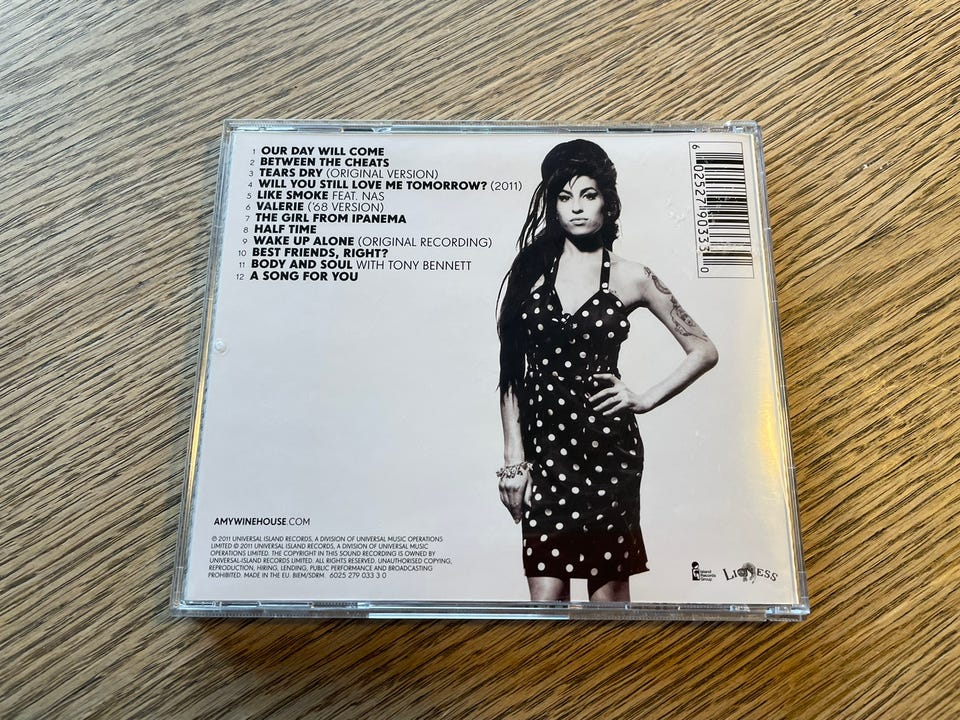 1 OUR DAY WILL COME
2 BETWEEN THE CHEATS
3 TEARS DRY (ORIGINAL VERSION)
4 WILL YOU STILL LOVE ME TOMORROW? (2011)
5 LIKE SMOKE FEAT. NAS
6 VALERIE ('68 VERSION)
7 THE GIRL FROM IPANEMA
8 HALF TIME
9 WAKE UP ALONE (ORIGINAL RECORDING)
10 BEST FRIENDS, RIGHT?
11 BODY AND SOUL WITH TONY BENNETT
12 A SONG FOR YOU
6 02527 90333 0
AMYWINEHOUSE.COM
℗ 2011 UNIVERSAL ISLAND RECORDS, A DIVISION OF UNIVERSAL MUSIC OPERATIONS
LIMITED © 2011 UNIVERSAL ISLAND RECORDS, A DIVISION OF UNIVERSAL MUSIC
OPERATIONS LIMITED. THE COPYRIGHT IN THIS SOUND RECORDING IS OWNED BY
UNIVERSAL-ISLAND RECORDS LIMITED. ALL RIGHTS RESERVED. UNAUTHORISED COPYING,
REPRODUCTION, HIRING, LENDING, PUBLIC PERFORMANCE AND BROADCASTING
PROHIBITED. MADE IN THE EU. BIEM/SDRM. 6025 279 033 3 0
Island
Records
Group
LIONESS